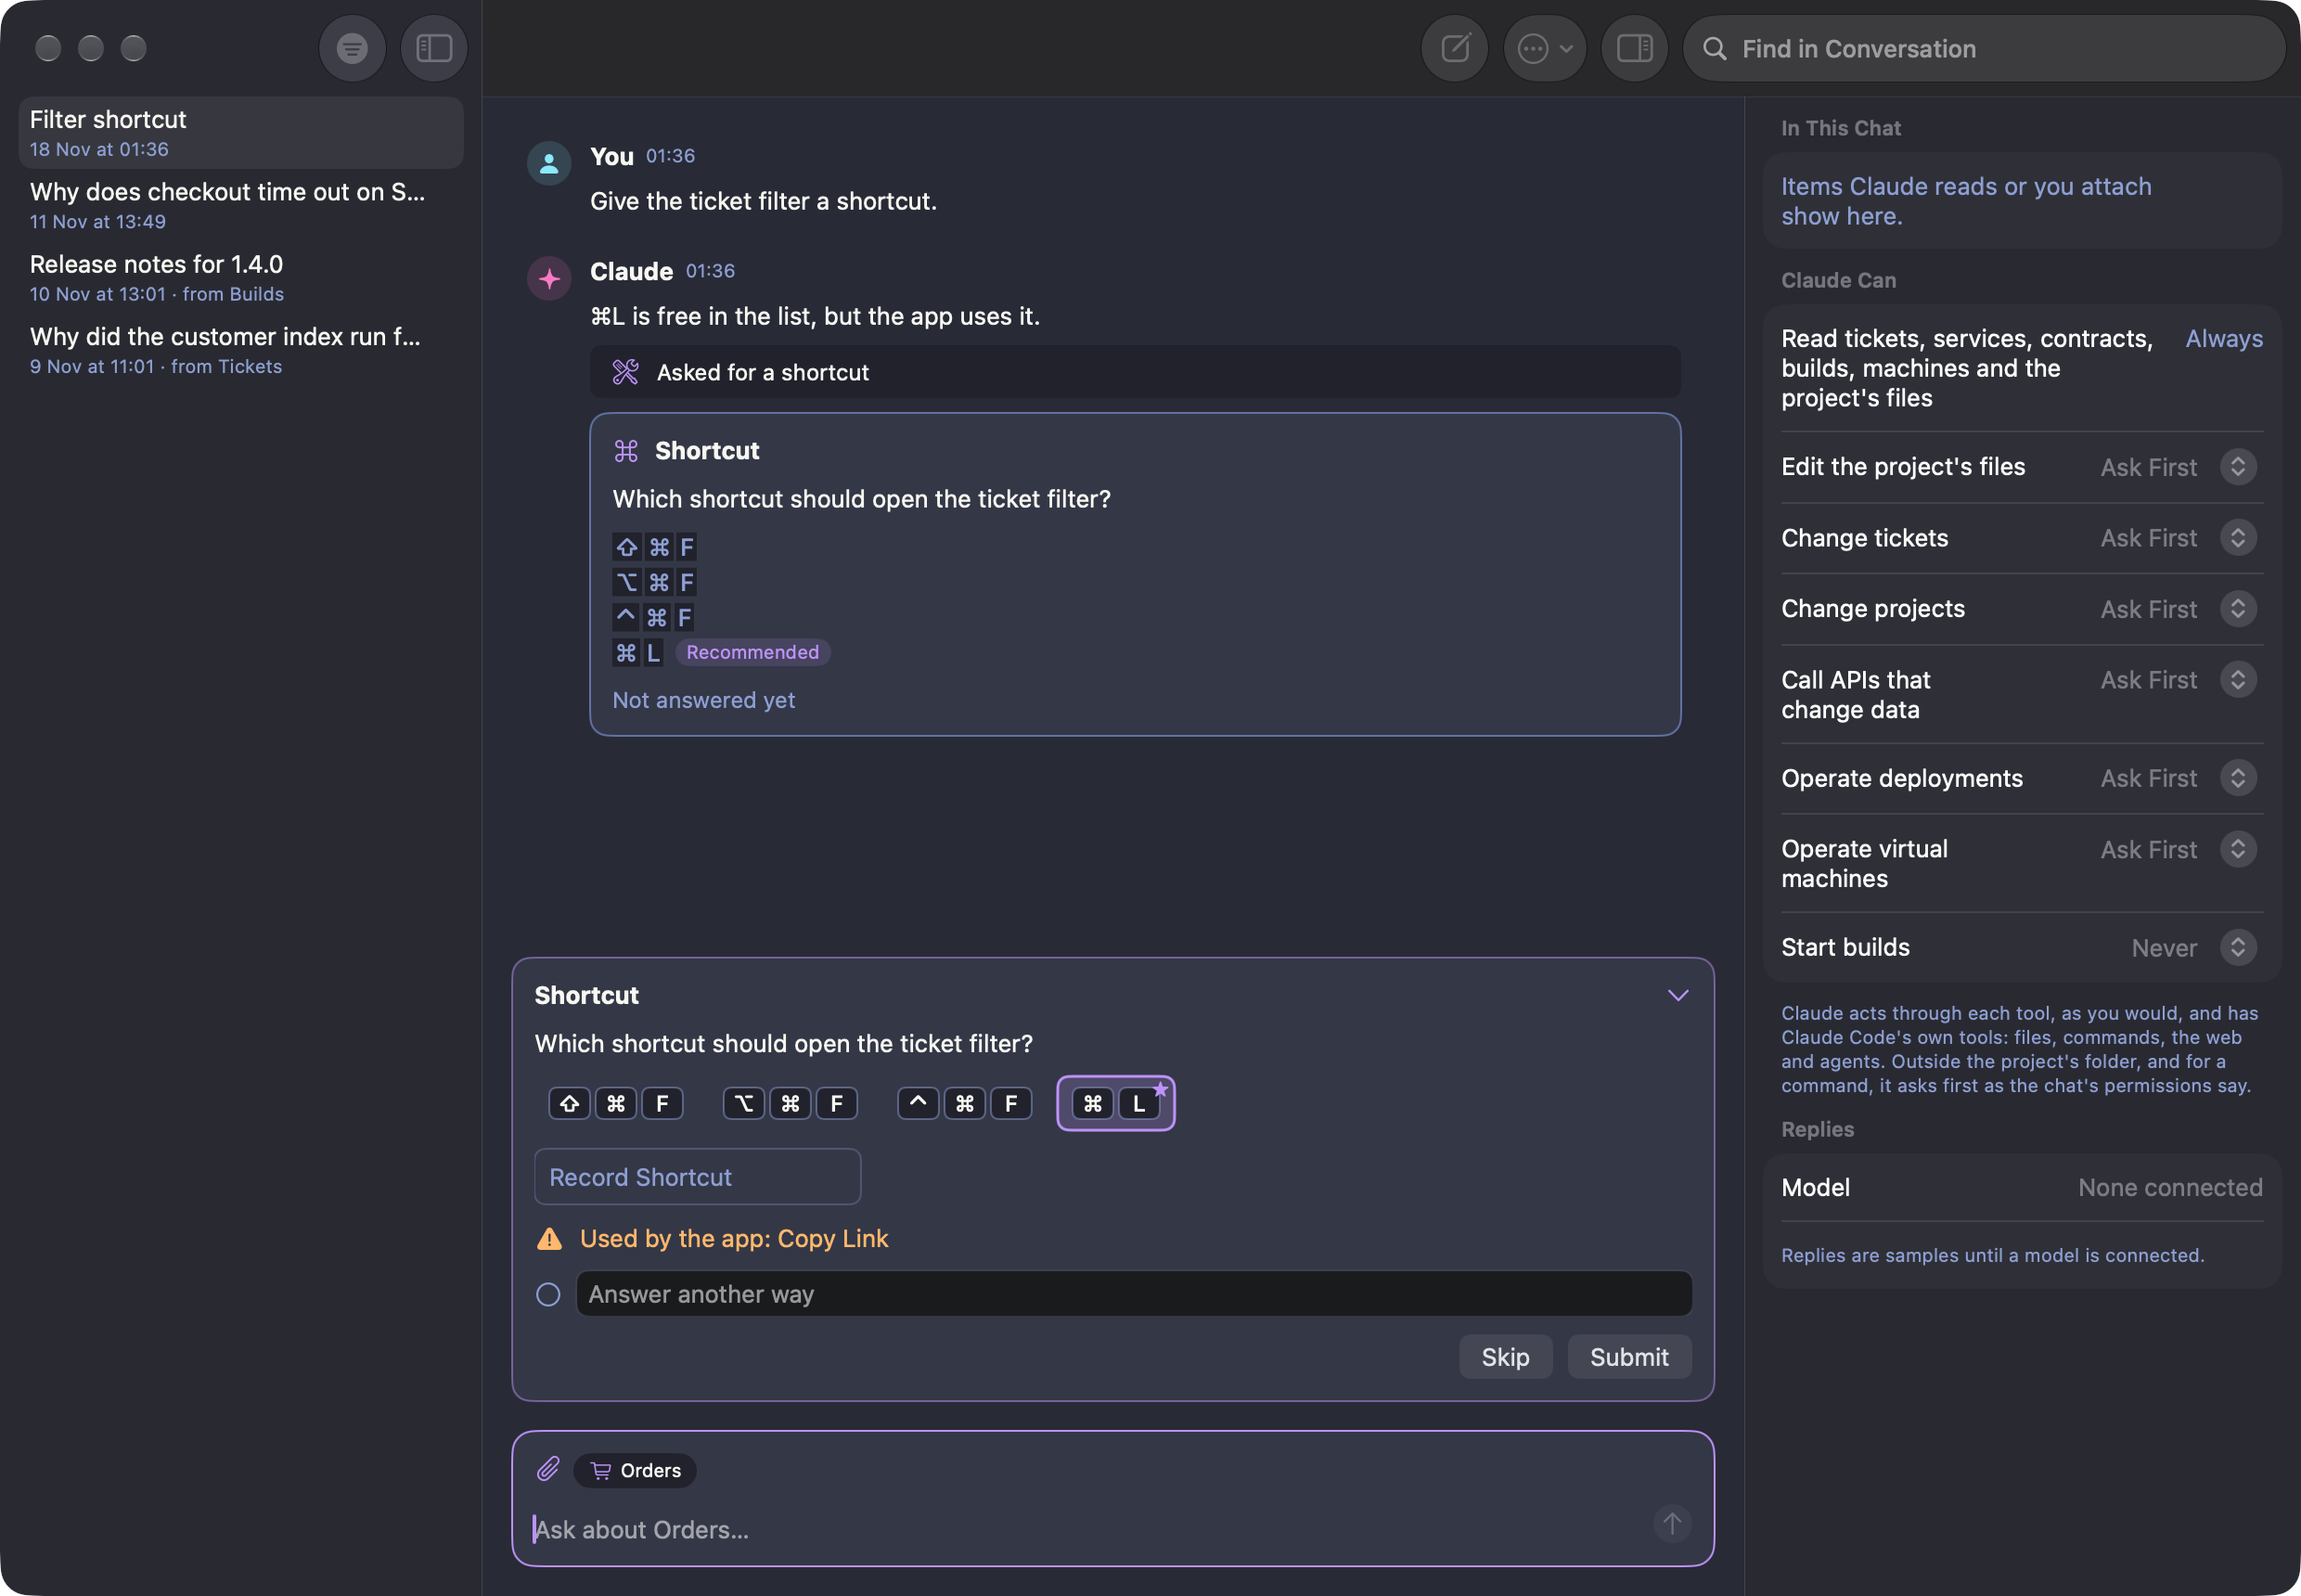 Find in Conversation
Filter shortcut
18 Nov at 01:36
Why does checkout time out on S...
11 Nov at 13:49
Release notes for 1.4.0
10 Nov at 13:01 · from Builds
Why did the customer index run f...
9 Nov at 11:01 · from Tickets
You 01:36
Give the ticket filter a shortcut.
Claude 01:36
⌘L is free in the list, but the app uses it.
Asked for a shortcut
⌘ Shortcut
Which shortcut should open the ticket filter?
⇧ ⌘ F
⌥ ⌘ F
^ ⌘ F
⌘ L Recommended
Not answered yet
Shortcut
Which shortcut should open the ticket filter?
⇧ ⌘ F ⌥ ⌘ F ^ ⌘ F ⌘ L
Record Shortcut
Used by the app: Copy Link
Answer another way
Skip Submit
Orders
Ask about Orders...
In This Chat
Items Claude reads or you attach
show here.
Claude Can
Read tickets, services, contracts, Always
builds, machines and the
project's files
Edit the project's files Ask First
Change tickets Ask First
Change projects Ask First
Call APIs that Ask First
change data
Operate deployments Ask First
Operate virtual Ask First
machines
Start builds Never
Claude acts through each tool, as you would, and has
Claude Code's own tools: files, commands, the web
and agents. Outside the project's folder, and for a
command, it asks first as the chat's permissions say.
Replies
Model None connected
Replies are samples until a model is connected.